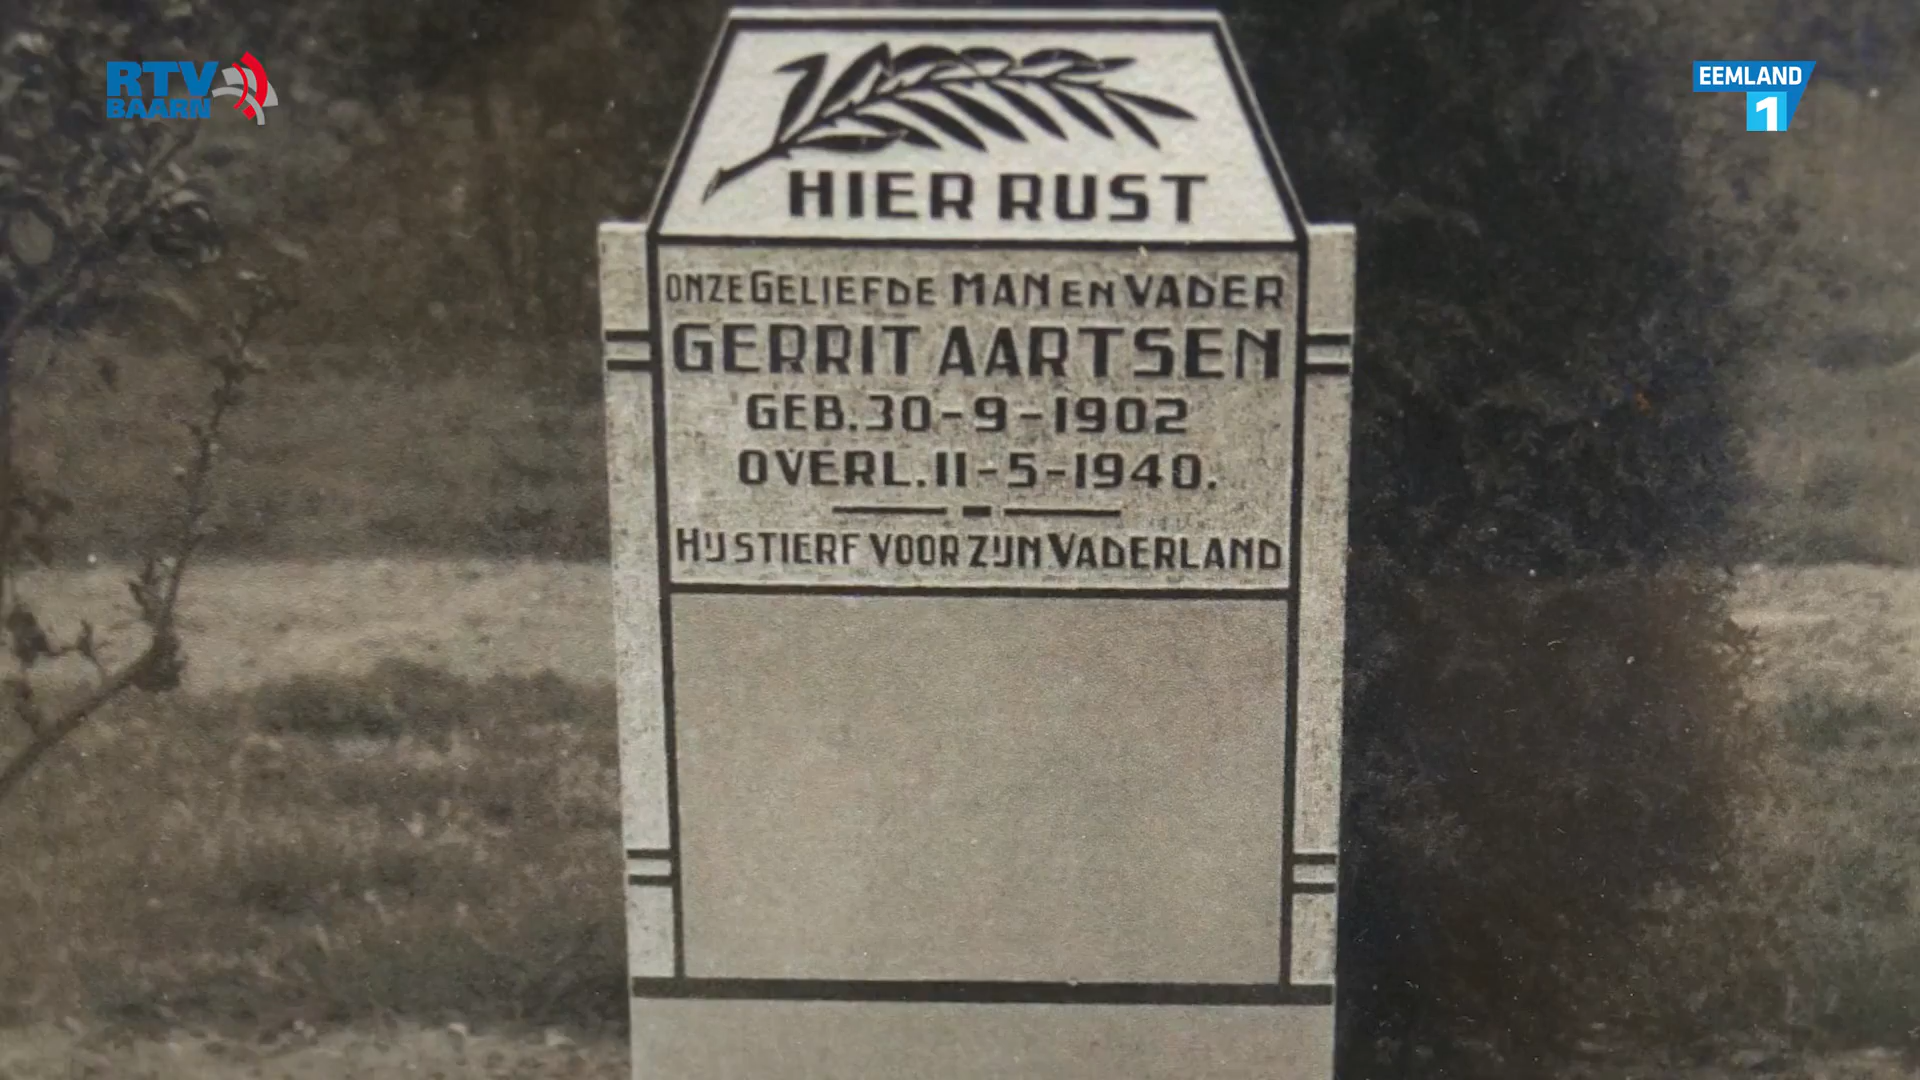 RTV
BAARN
EEMLAND
1
HIER RUST
ONZE GELIEFDE MAN EN VADER
GERRIT AARTSEN
GEB. 30-9-1902
OVERL. 11-5-1940.
HIJ STIERF VOOR ZIJN VADERLAND